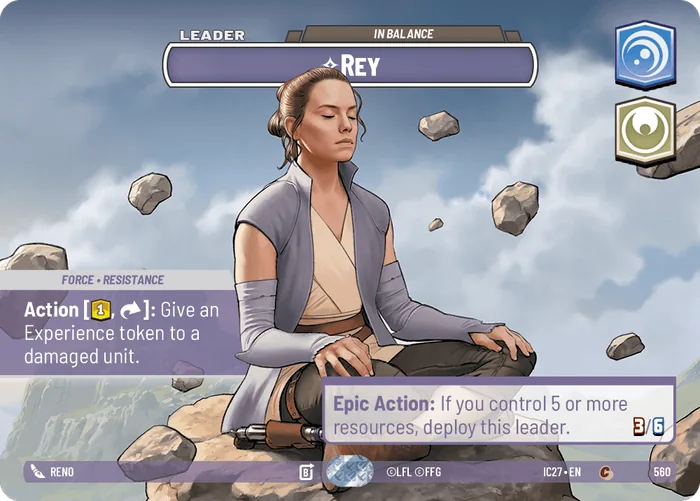 LEADER
IN BALANCE
REY
FORCE • RESISTANCE
Action [1, ]: Give an
Experience token to a
damaged unit.
Epic Action: If you control 5 or more
resources, deploy this leader.
3/6
RENO
B
©LFL ©FFG
IC27•EN
C
560